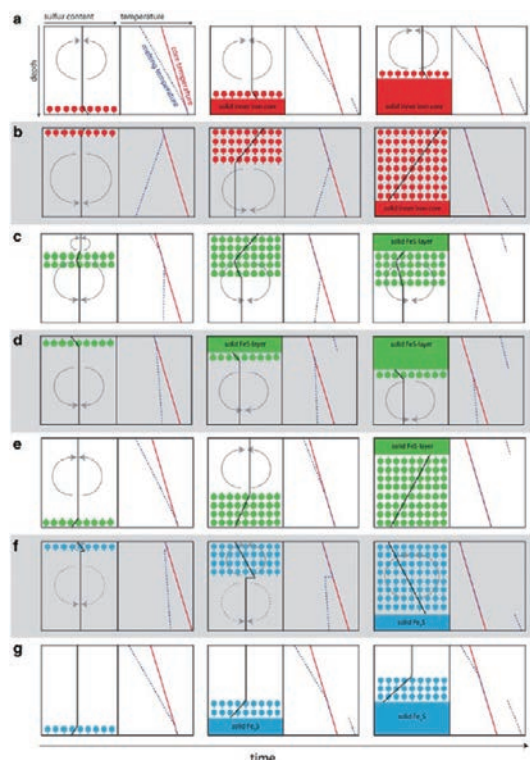 a
sulfur content
temperature
depth
core temperature
melting temperature
solid inner iron core
solid inner iron core
b
solid inner iron core
c
solid FeS-layer
d
solid FeS-layer
solid FeS-layer
e
solid FeS-layer
f
solid Fe₃S
g
solid Fe₃S
solid Fe₃S
time